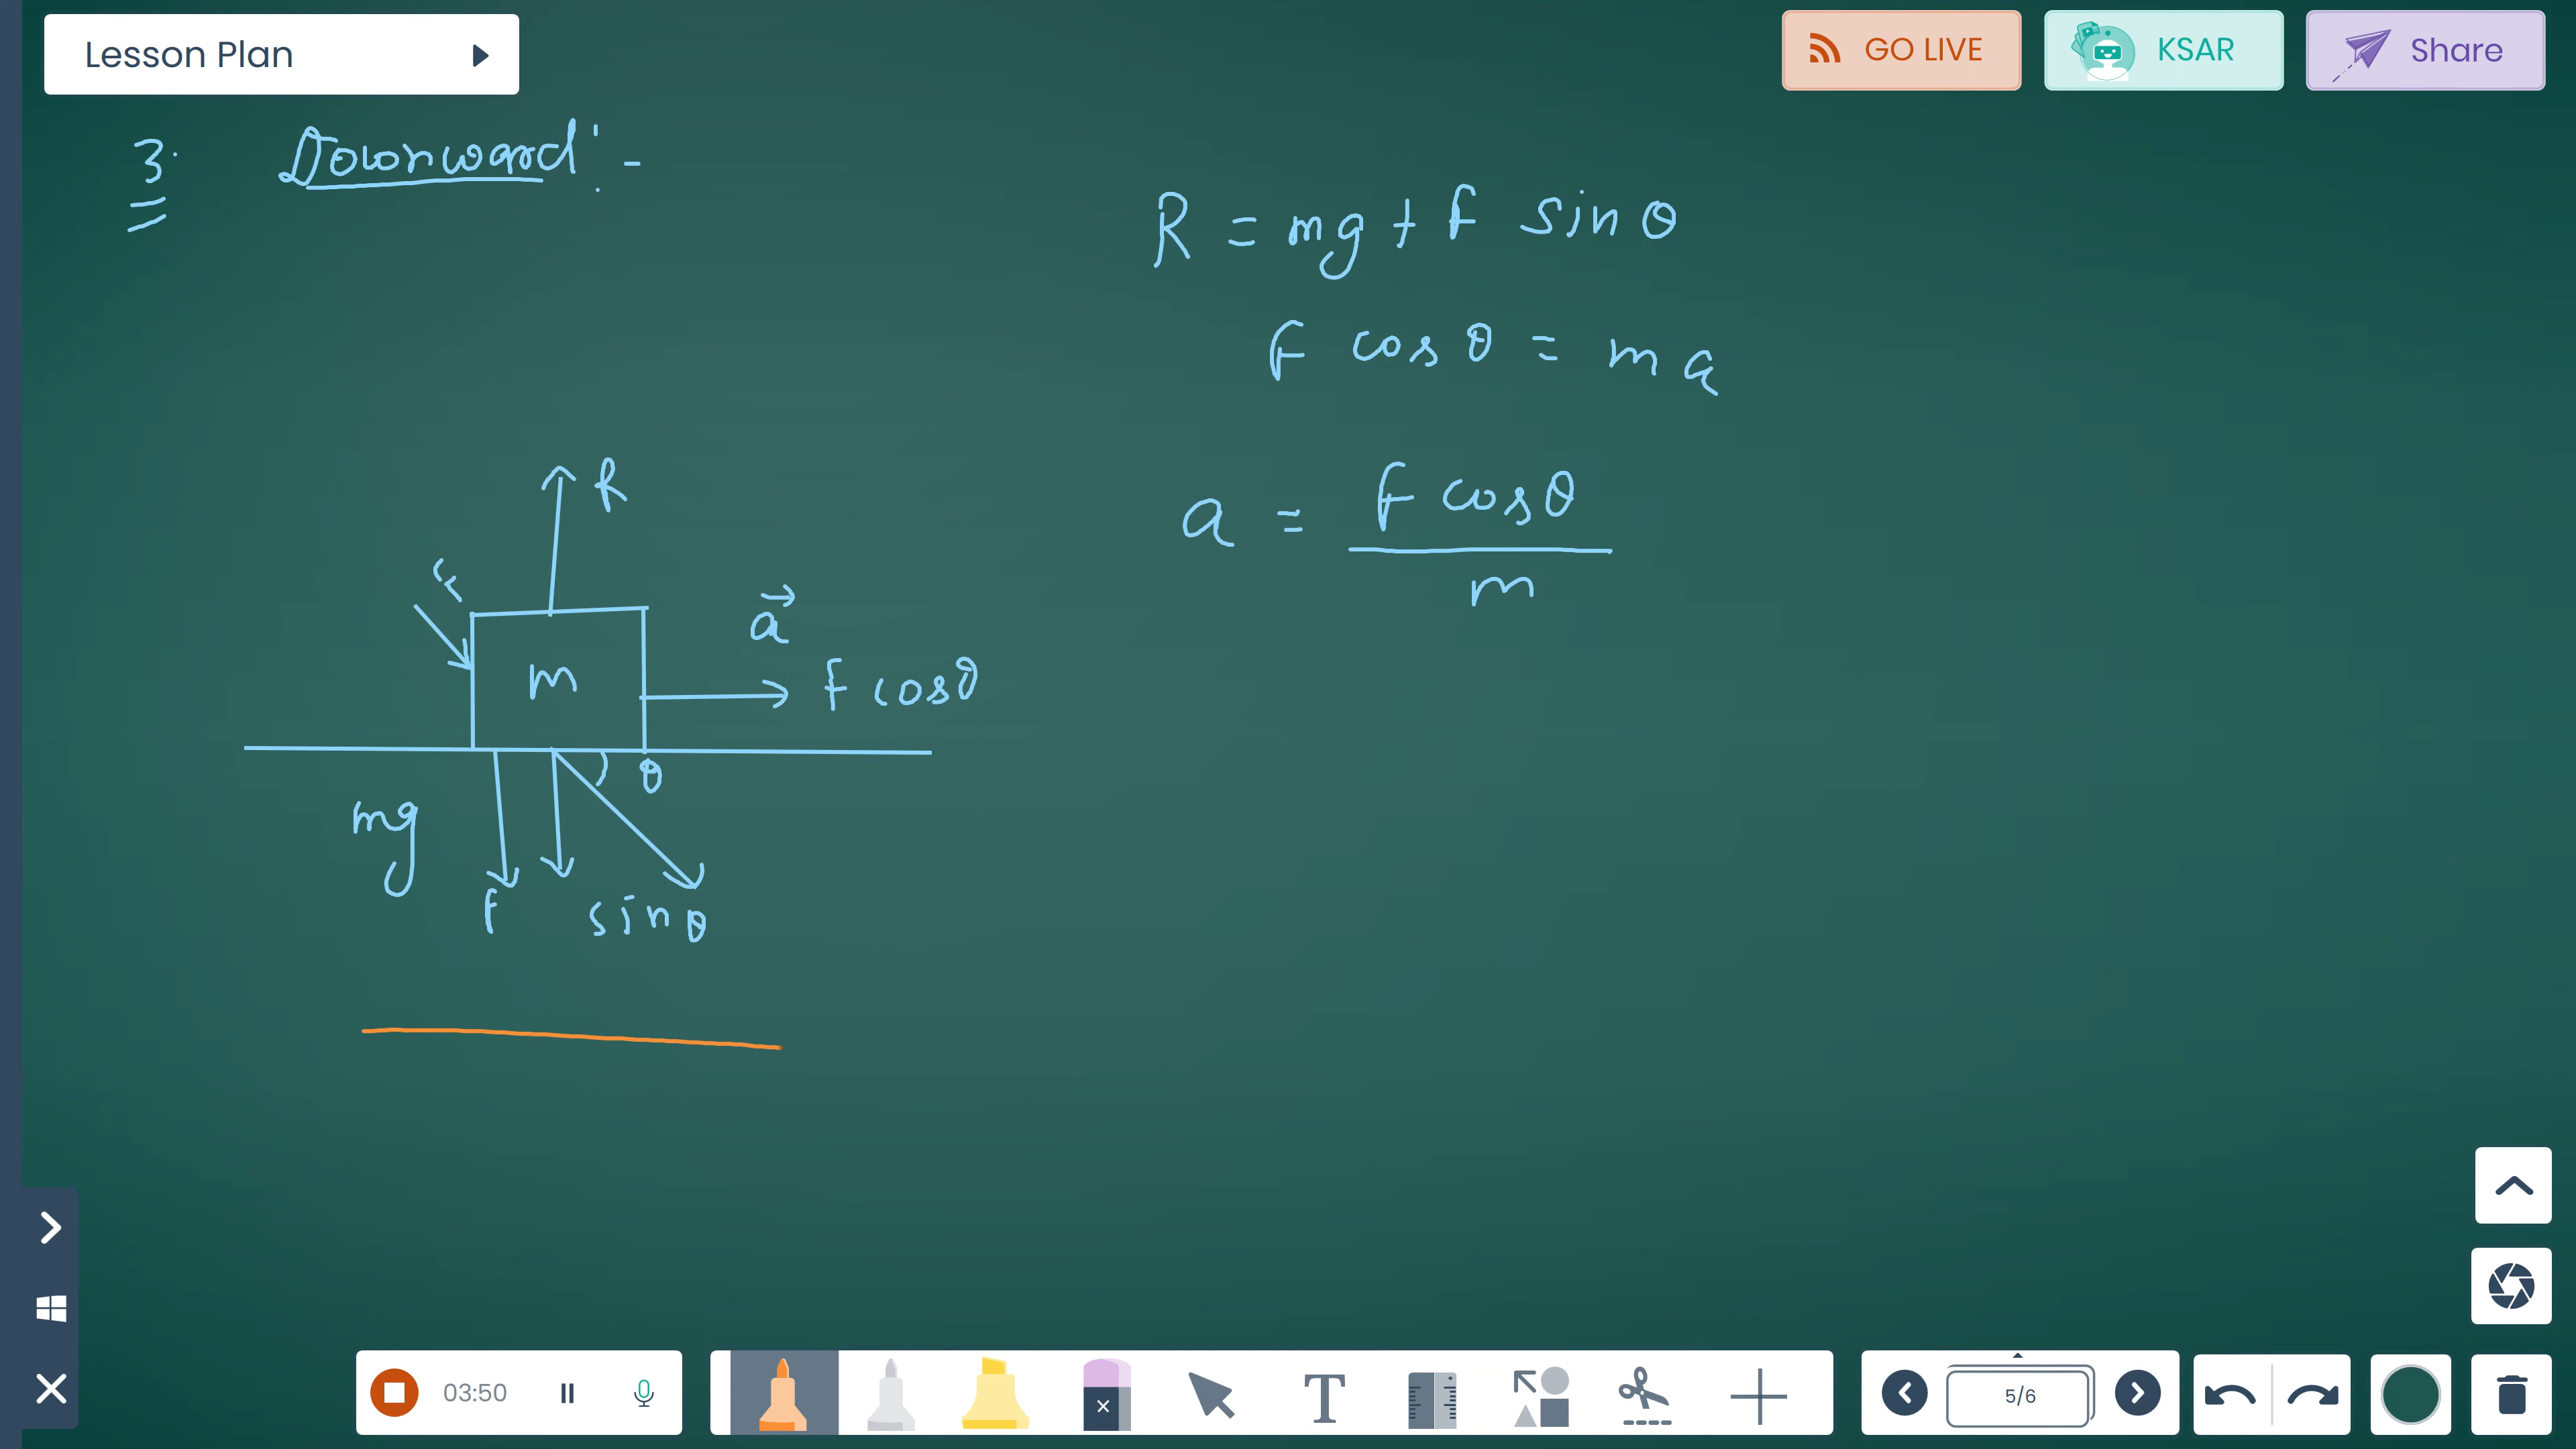 Lesson Plan
GO LIVE
KSAR
Share
3. Downward :-
R = mg + F sin θ
F cos θ = ma
a = F cos θ / m
R
F
a⃗
m
F cos θ
θ
mg
F sin θ
03:50
T
5/6